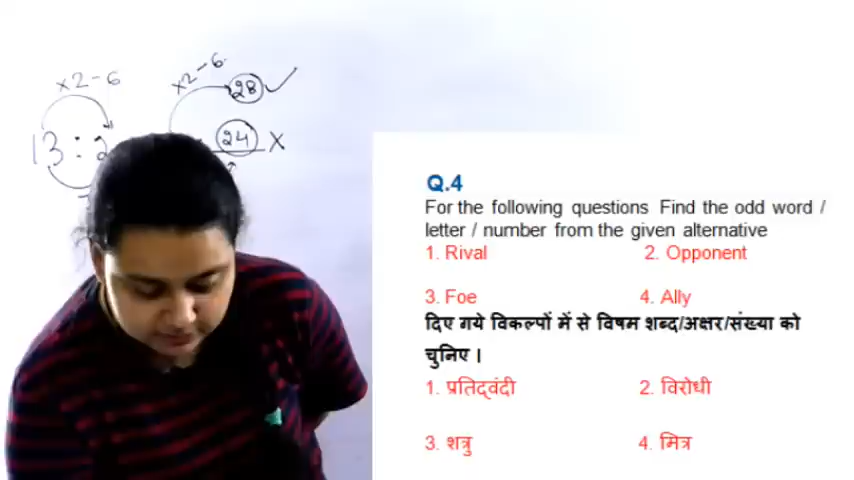 ×2-6
×2-6
28 ✓
13 : 2
24 X
Q.4
For the following questions Find the odd word /
letter / number from the given alternative
1. Rival 2. Opponent
3. Foe 4. Ally
दिए गये विकल्पों में से विषम शब्द/अक्षर/संख्या को
चुनिए ।
1. प्रतिद्वंदी 2. विरोधी
3. शत्रु 4. मित्र